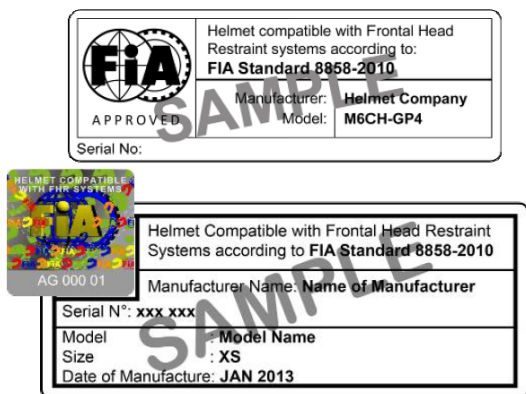 Helmet compatible with Frontal Head
Restraint systems according to:
FIA Standard 8858-2010
FiA
APPROVED
Manufacturer: Helmet Company
Model: M6CH-GP4
Serial No:
SAMPLE
HELMET COMPATIBLE
WITH FHR SYSTEMS
FiA
AG 000 01
Helmet Compatible with Frontal Head Restraint
Systems according to FIA Standard 8858-2010
Manufacturer Name: Name of Manufacturer
Serial N°: xxx xxx
Model : Model Name
Size : XS
Date of Manufacture: JAN 2013
SAMPLE